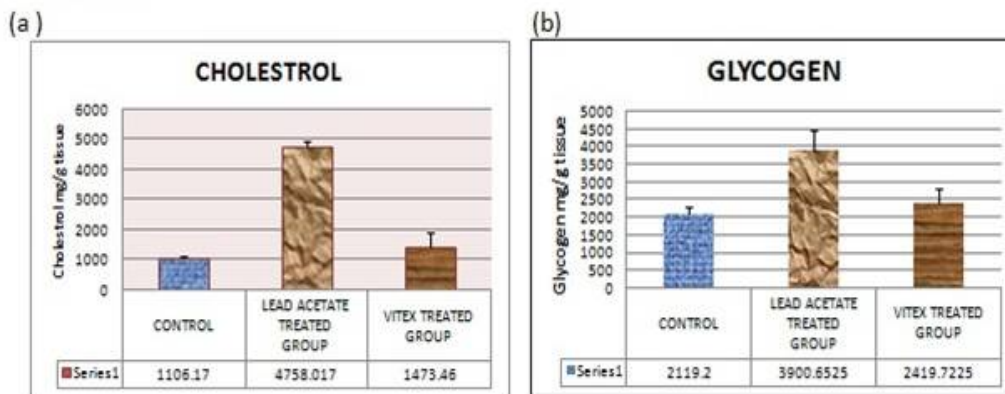 (a )
CHOLESTROL
Cholestrol mg/g tissue
6000
5000
4000
3000
2000
1000
0
CONTROL
LEAD ACETATE
TREATED
GROUP
VITEX TREATED
GROUP
Series1
1106.17
4758.017
1473.46
(b)
GLYCOGEN
Glycogen mg/g tissue
5000
4500
4000
3500
3000
2500
2000
1500
1000
500
0
CONTROL
LEAD ACETATE
TREATED
GROUP
VITEX TREATED
GROUP
Series1
2119.2
3900.6525
2419.7225